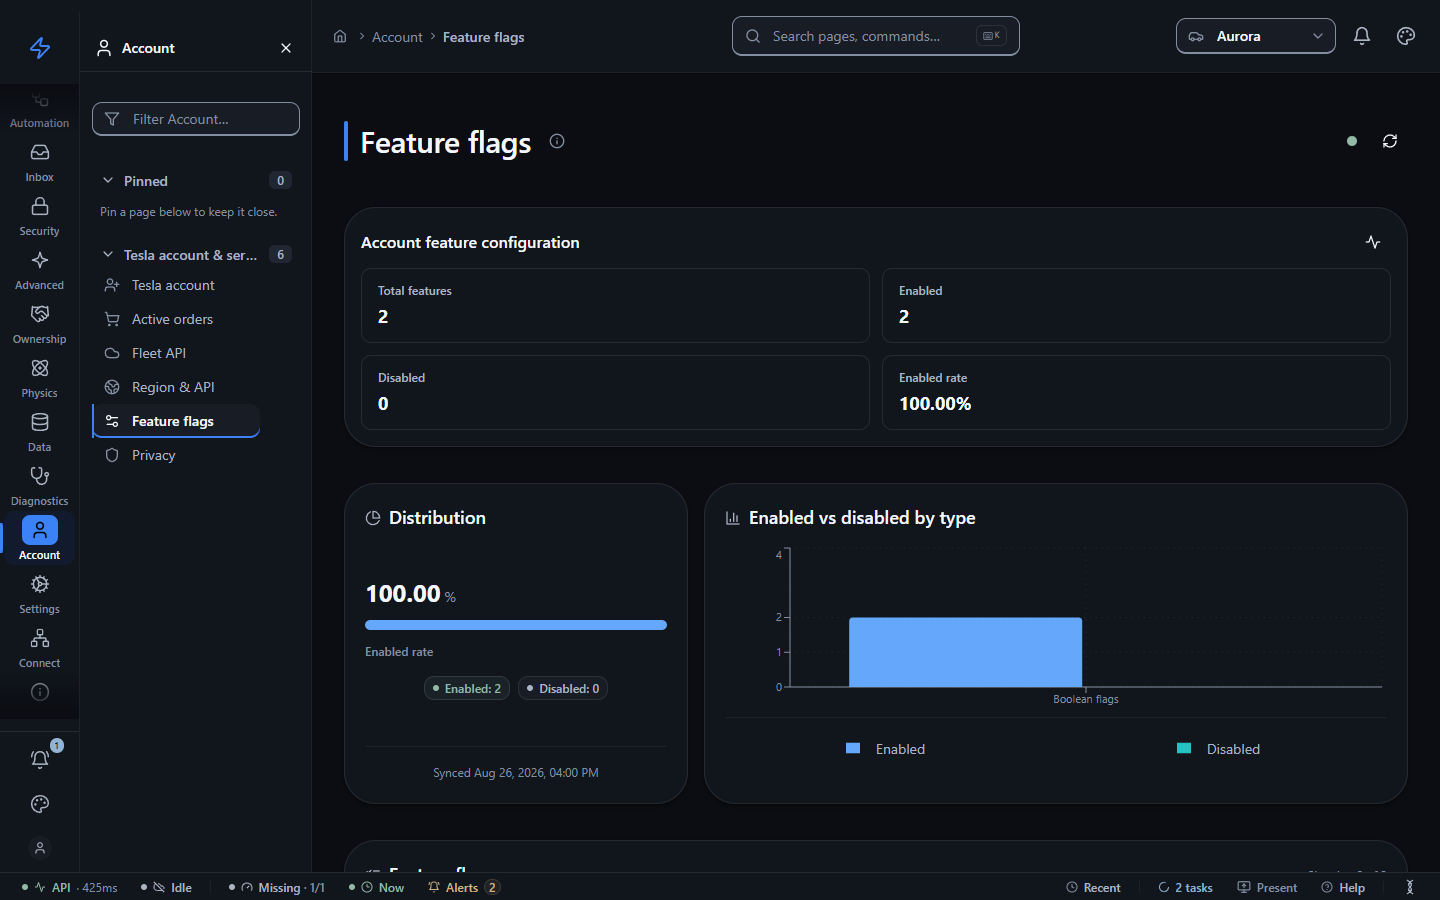 Account
Account
Feature flags
Search pages, commands...
K
Aurora
Automation
Inbox
Security
Advanced
Ownership
Physics
Data
Diagnostics
Account
Settings
Connect
1
Filter Account...
Pinned
0
Pin a page below to keep it close.
Tesla account & ser...
6
Tesla account
Active orders
Fleet API
Region & API
Feature flags
Privacy
Feature flags
Account feature configuration
Total features
2
Enabled
2
Disabled
0
Enabled rate
100.00%
Distribution
100.00 %
Enabled rate
Enabled: 2
Disabled: 0
Synced Aug 26, 2026, 04:00 PM
Enabled vs disabled by type
4
2
1
0
Boolean flags
Enabled
Disabled
API · 425ms
Idle
Missing · 1/1
Now
Alerts 2
Recent
2 tasks
Present
Help